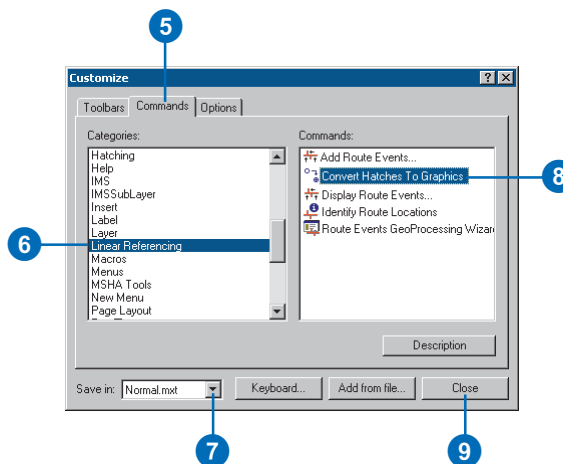 5
Customize
Toolbars Commands Options
Categories:
Hatching
Help
IMS
IMSSubLayer
Insert
Label
Layer
Linear Referencing
Macros
Menus
MSHA Tools
New Menu
Page Layout
Commands:
Add Route Events...
Convert Hatches To Graphics
Display Route Events...
Identify Route Locations
Route Events GeoProcessing Wizar
8
6
Description
Save in: Normal.mxt Keyboard... Add from file... Close
7
9